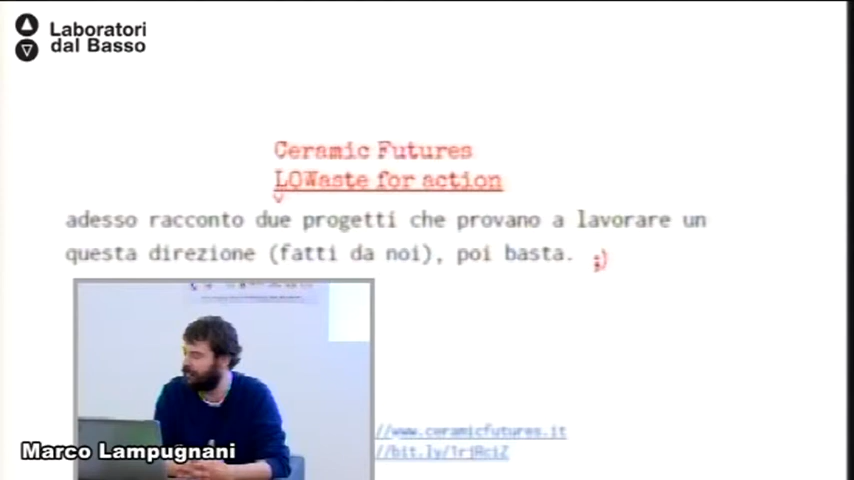 Laboratori
dal Basso
Ceramic Futures
LOWaste for action
adesso racconto due progetti che provano a lavorare un
questa direzione (fatti da noi), poi basta. ;)
//www.ceramicfutures.it
//bit.ly/1rjRciZ
Marco Lampugnani